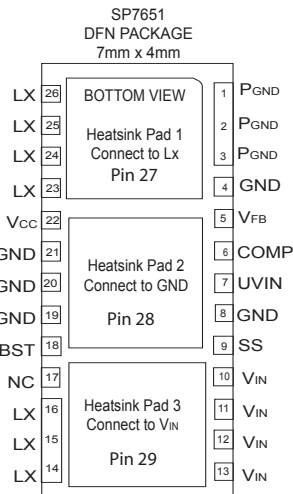 SP7651
DFN PACKAGE
7mm x 4mm
BOTTOM VIEW
Heatsink Pad 1
Connect to Lx
Pin 27
Heatsink Pad 2
Connect to GND
Pin 28
Heatsink Pad 3
Connect to VIN
Pin 29
LX 26
LX 25
LX 24
LX 23
VCC 22
GND 21
GND 20
GND 19
BST 18
NC 17
LX 16
LX 15
LX 14
1 PGND
2 PGND
3 PGND
4 GND
5 VFB
6 COMP
7 UVIN
8 GND
9 SS
10 VIN
11 VIN
12 VIN
13 VIN